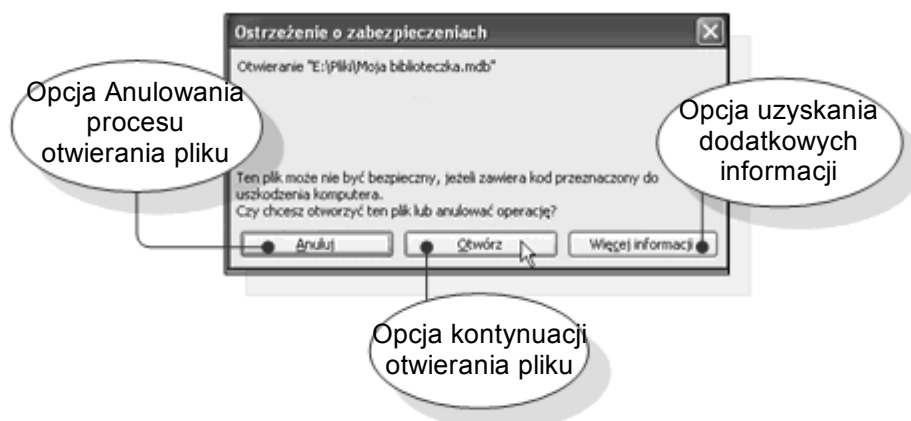 Ostrzeżenie o zabezpieczeniach
Otwieranie "E:\Pliki\Moja biblioteczka.mdb"
Opcja Anulowania
procesu
otwierania pliku
Opcja uzyskania
dodatkowych
informacji
Ten plik może nie być bezpieczny, jeżeli zawiera kod przeznaczony do
uszkodzenia komputera.
Czy chcesz otworzyć ten plik lub anulować operację?
Anuluj
Otwórz
Więcej informacji
Opcja kontynuacji
otwierania pliku